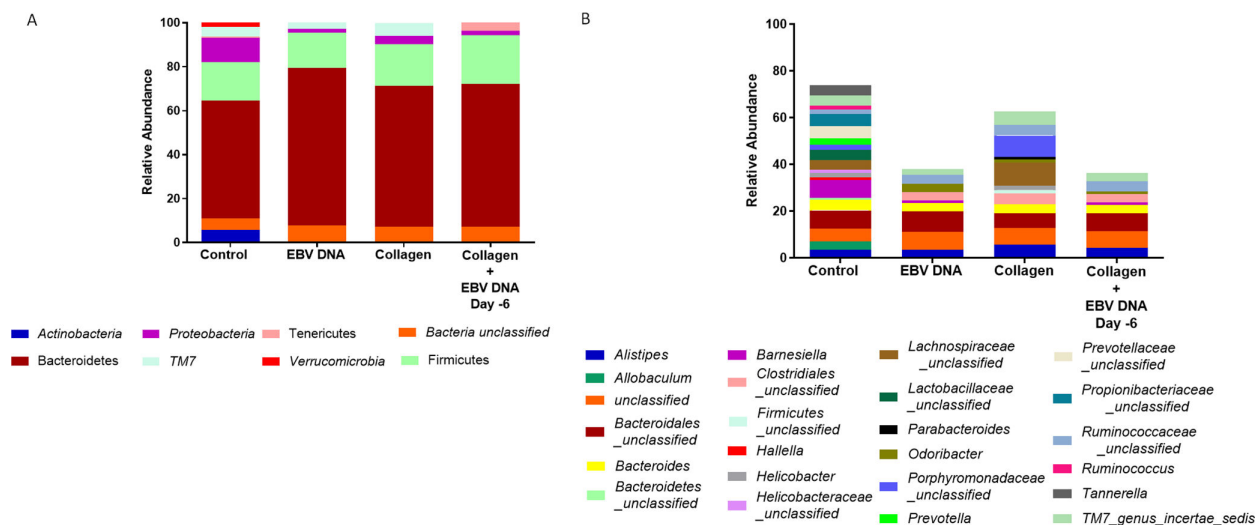 A
Relative Abundance
100
80
60
40
20
0
Control
EBV DNA
Collagen
Collagen
+
EBV DNA
Day -6
Actinobacteria
Proteobacteria
Tenericutes
Bacteria unclassified
Bacteroidetes
TM7
Verrucomicrobia
Firmicutes
B
Relative Abundance
100
80
60
40
20
0
Control
EBV DNA
Collagen
Collagen
+
EBV DNA
Day -6
Alistipes
Allobaculum
unclassified
Bacteroidales
_unclassified
Bacteroides
Bacteroidetes
_unclassified
Barnesiella
Clostridiales
_unclassified
Firmicutes
_unclassified
Hallella
Helicobacter
Helicobacteraceae
_unclassified
Lachnospiraceae
_unclassified
Lactobacillaceae
_unclassified
Parabacteroides
Odoribacter
Porphyromonadaceae
_unclassified
Prevotella
Prevotellaceae
_unclassified
Propionibacteriaceae
_unclassified
Ruminococcaceae
_unclassified
Ruminococcus
Tannerella
TM7_genus_incertae_sedis